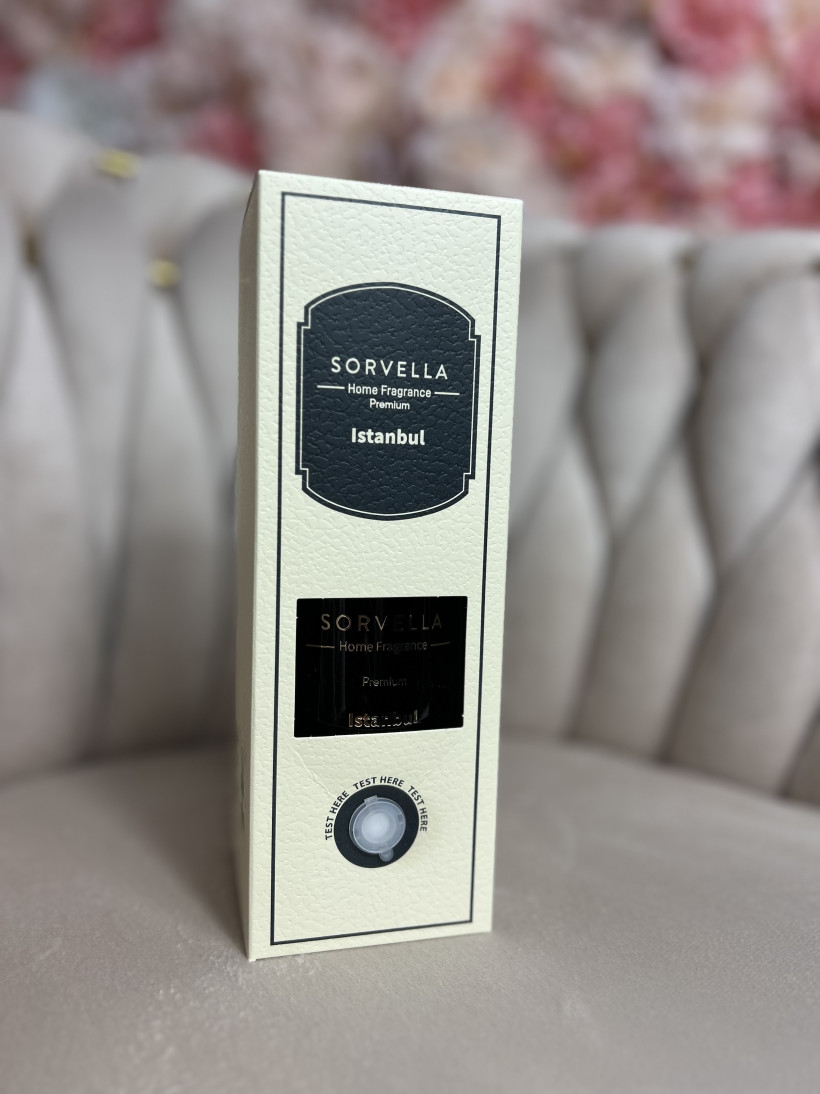 SORVELLA
Home Fragrance
Premium
Istanbul
SORVELLA
Home Fragrance
Premium
Istanbul
TEST HERE TEST HERE TEST HERE